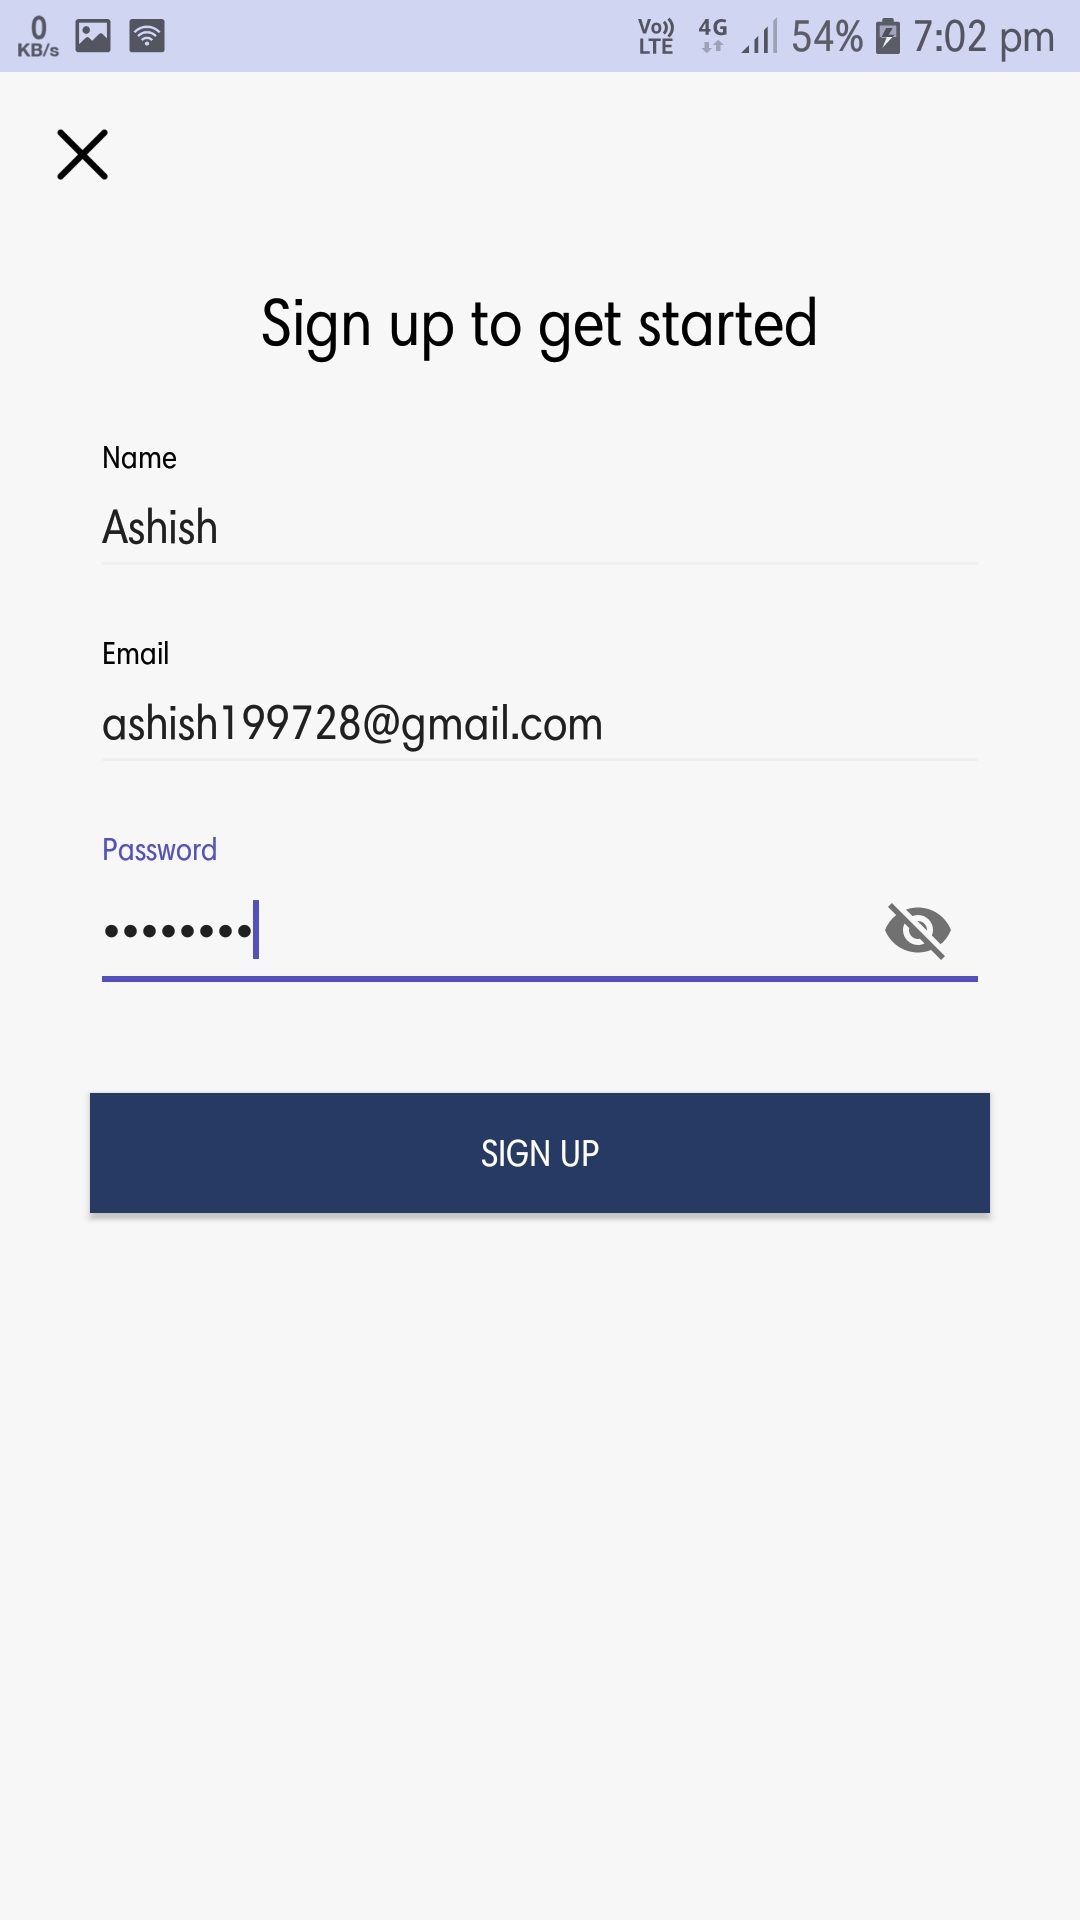 0
KB/s
Vo))
LTE
4G
54%
7:02 pm
Sign up to get started
Name
Ashish
Email
ashish199728@gmail.com
Password
••••••••
SIGN UP